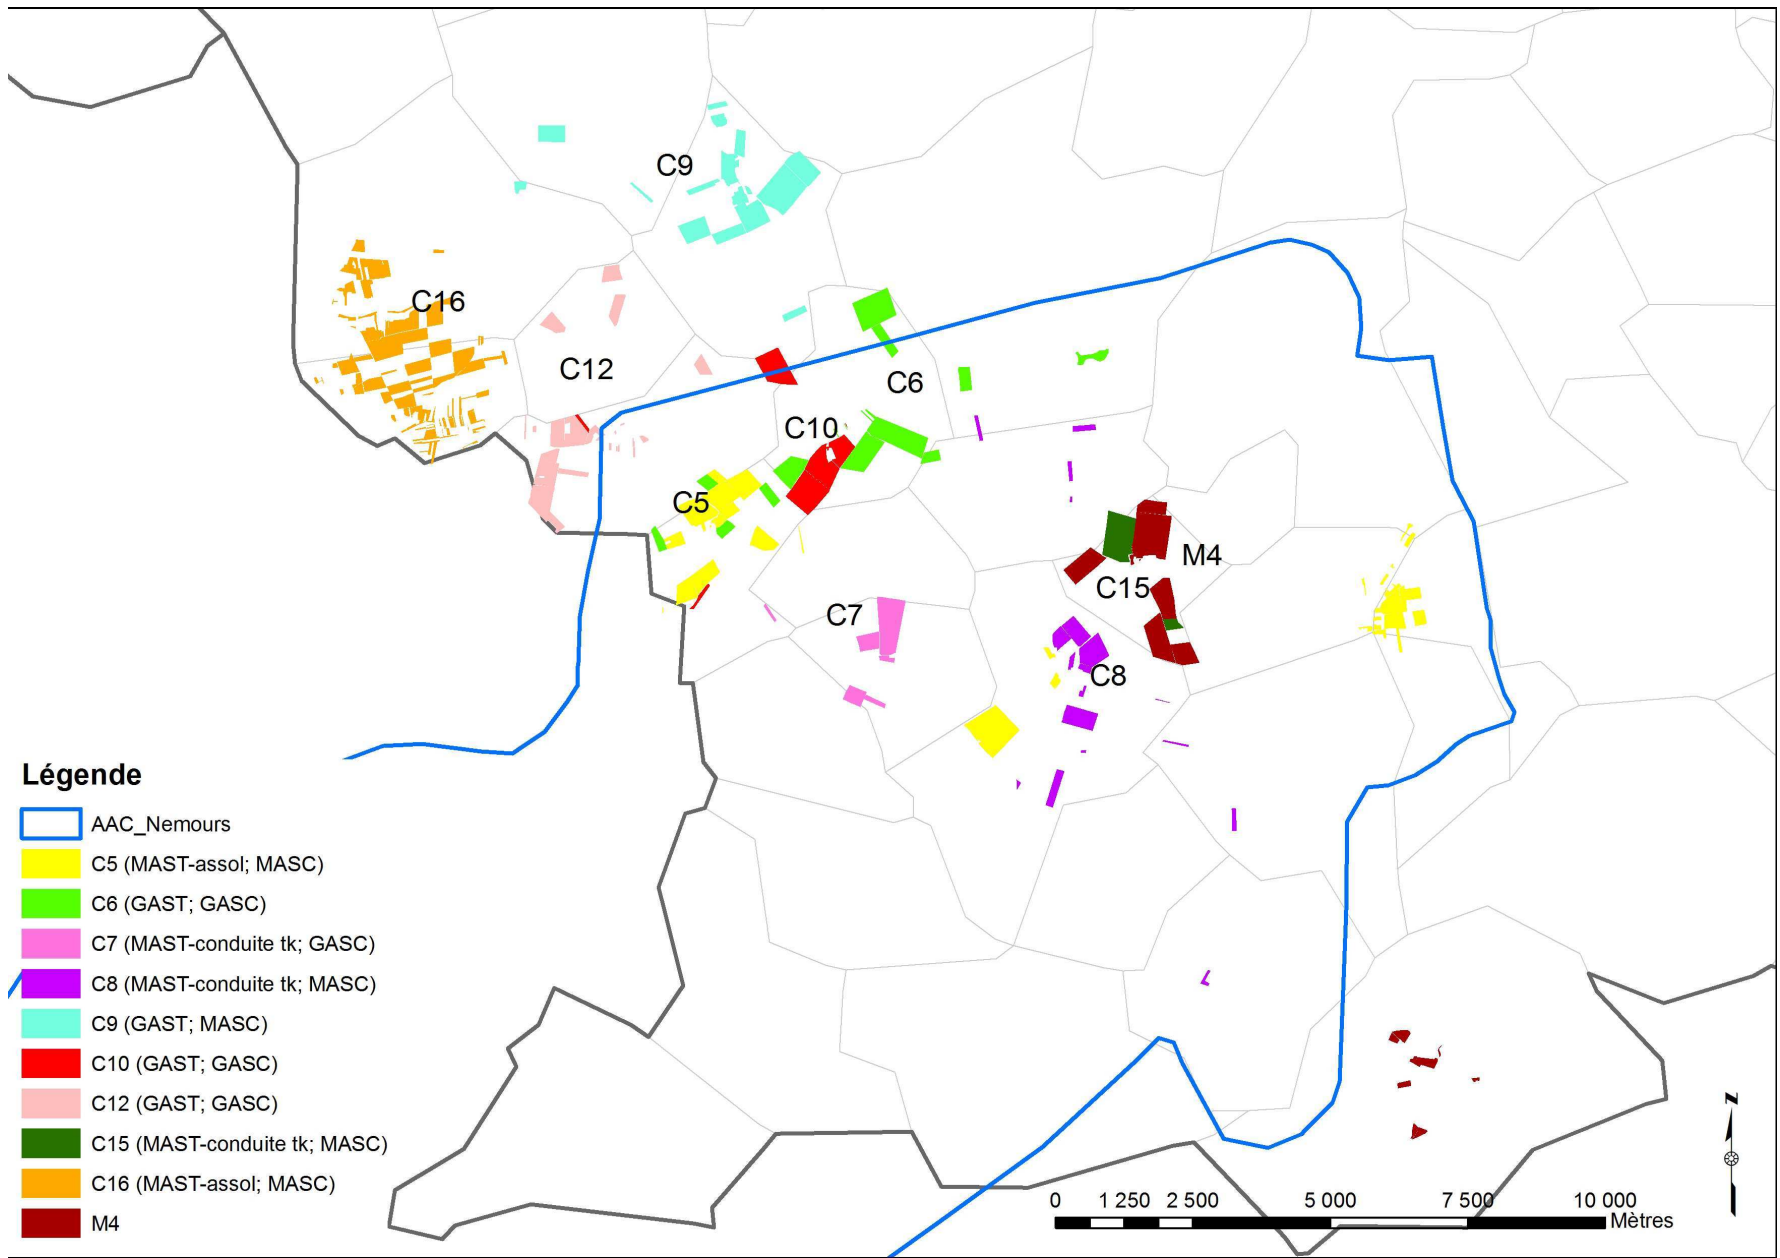 C9
C16
C12
C6
C10
C5
M4
C15
C7
C8
Légende
AAC_Nemours
C5 (MAST-assol; MASC)
C6 (GAST; GASC)
C7 (MAST-conduite tk; GASC)
C8 (MAST-conduite tk; MASC)
C9 (GAST; MASC)
C10 (GAST; GASC)
C12 (GAST; GASC)
C15 (MAST-conduite tk; MASC)
C16 (MAST-assol; MASC)
M4
N
0 1 250 2 500 5 000 7 500 10 000
Mètres